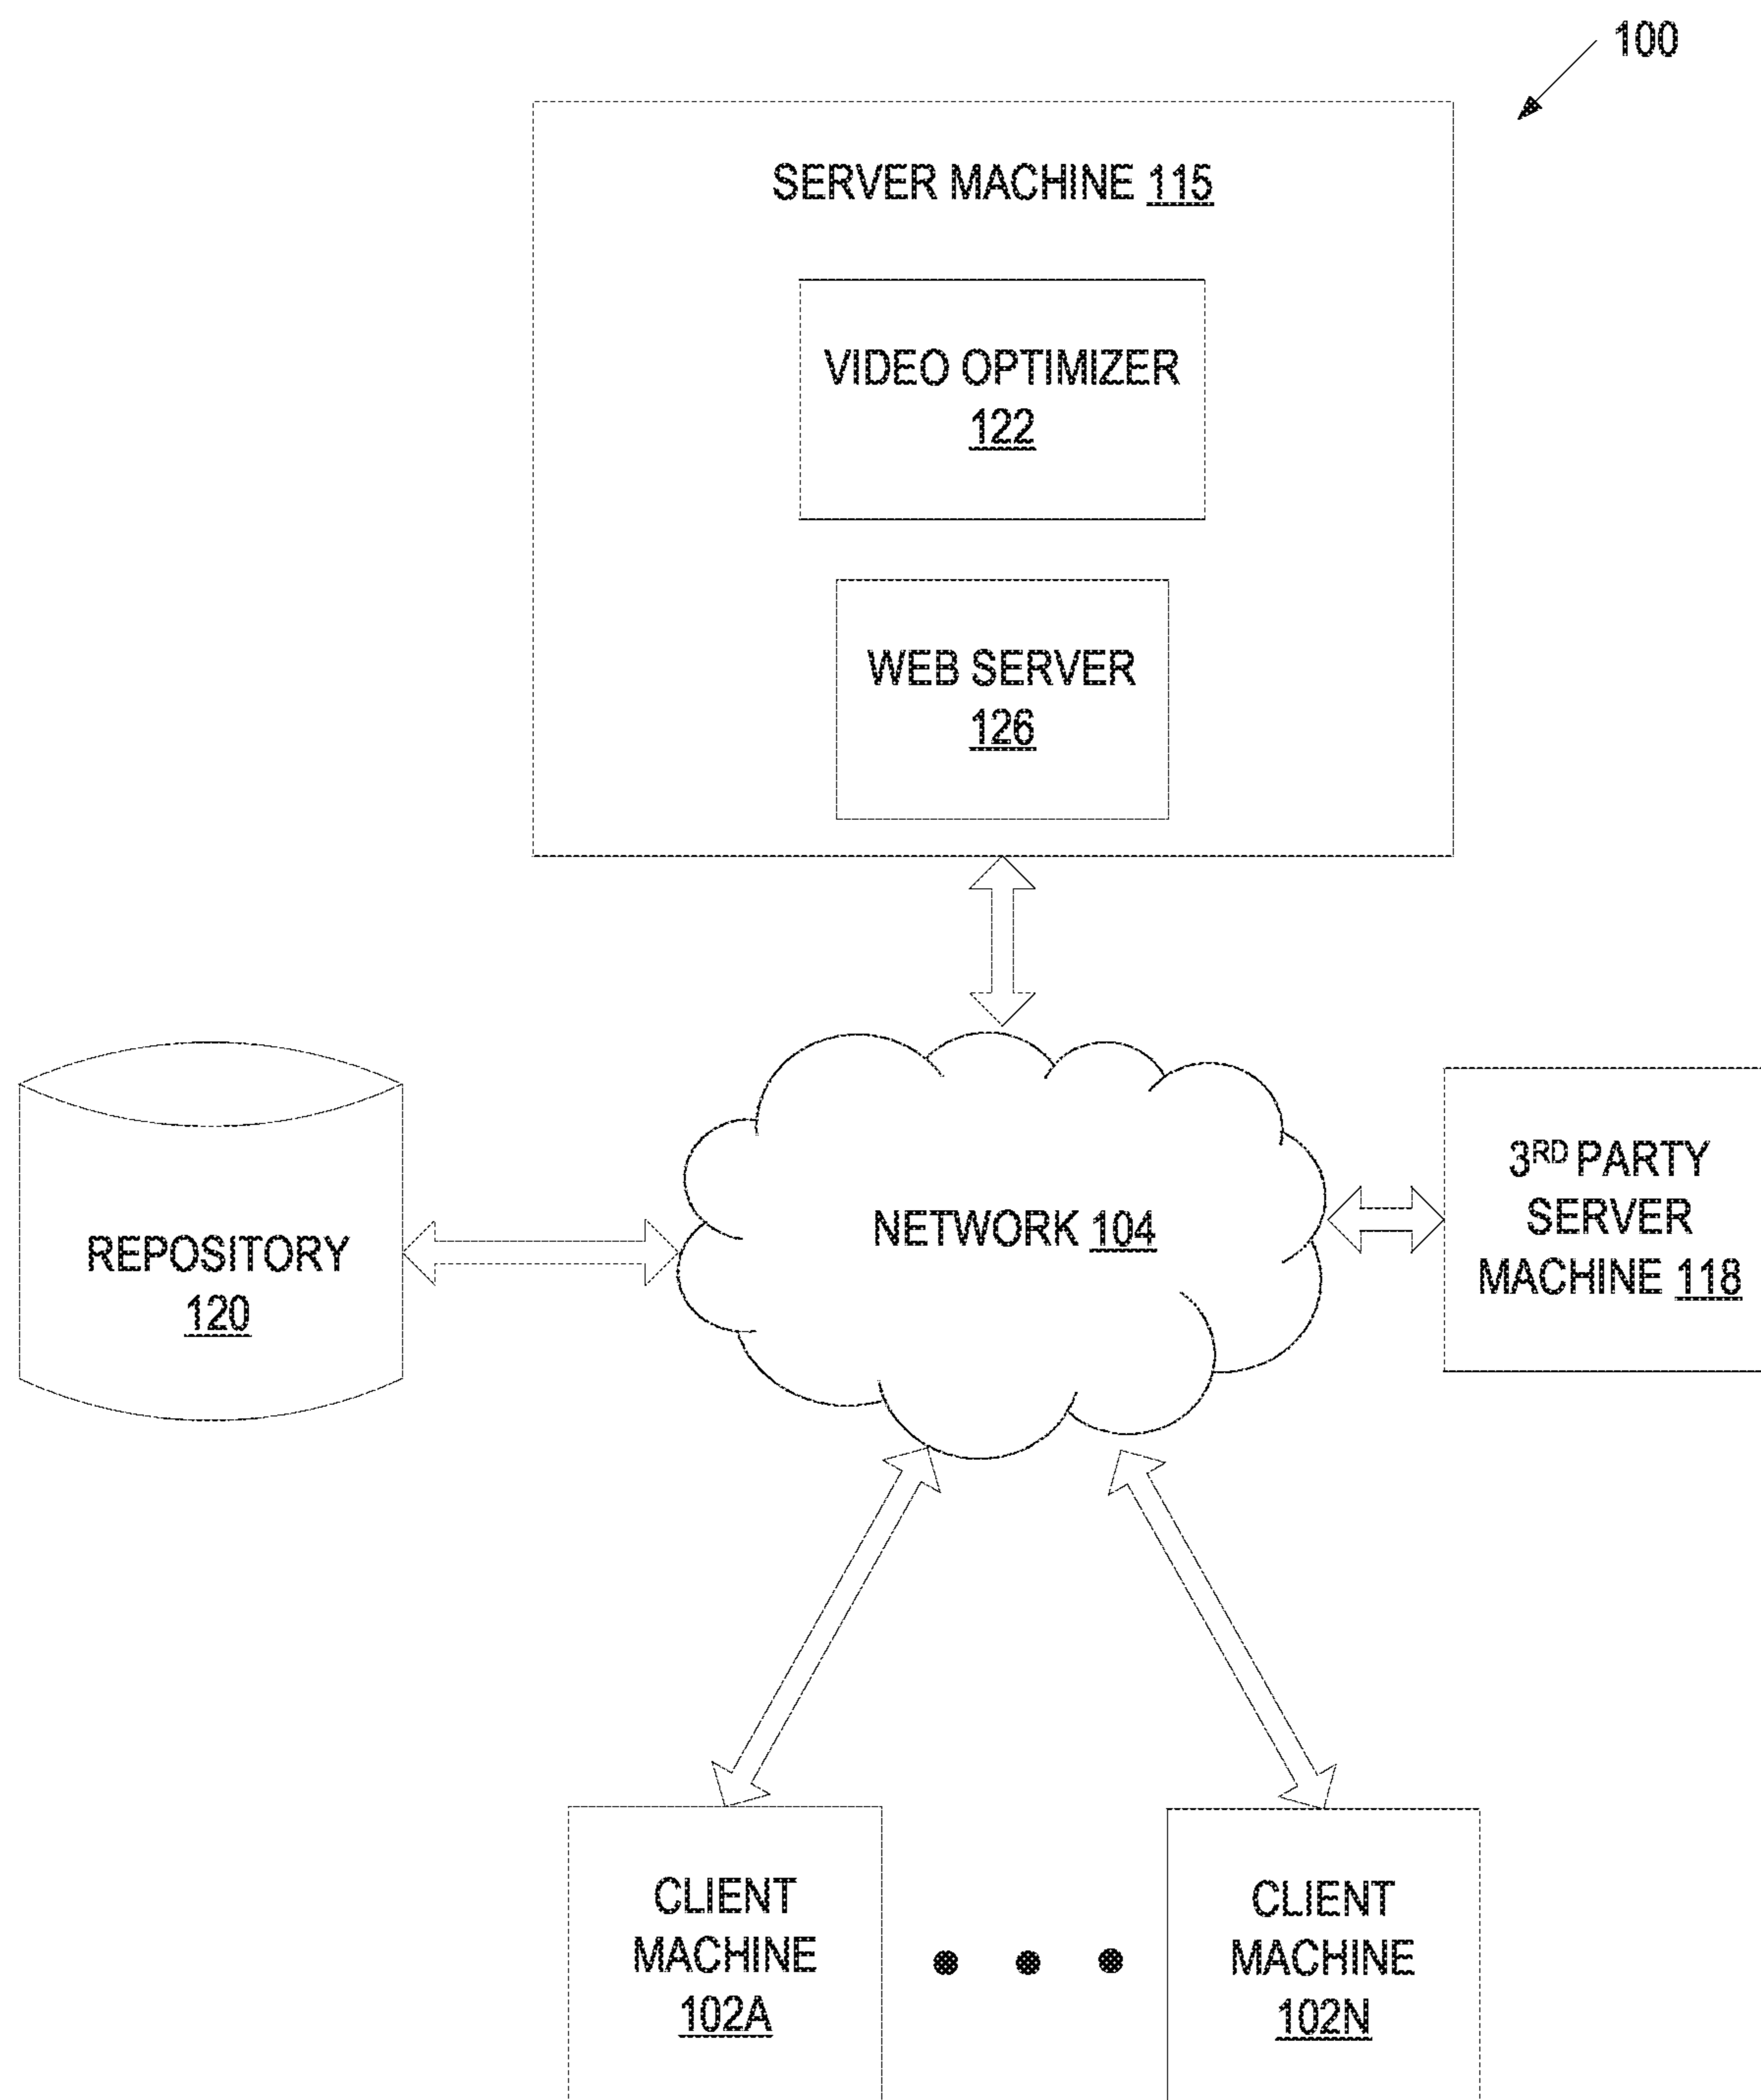 100
SERVER MACHINE 115
VIDEO OPTIMIZER
122
WEB SERVER
126
REPOSITORY
120
NETWORK 104
3RD PARTY
SERVER
MACHINE 118
CLIENT
MACHINE
102A
CLIENT
MACHINE
102N